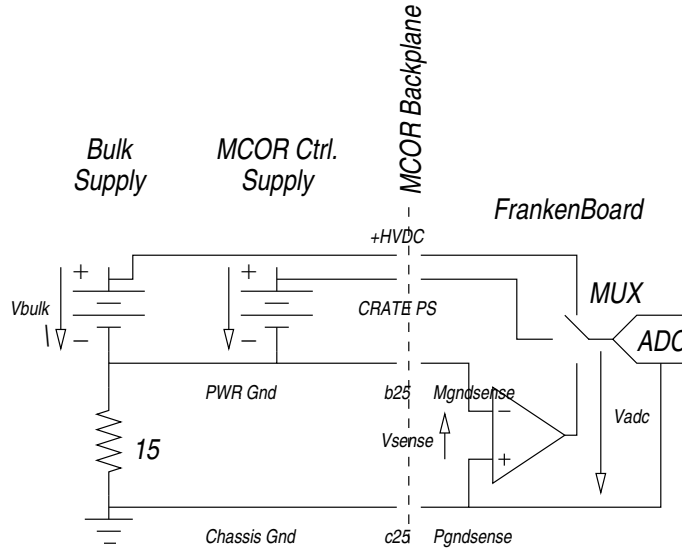 MCOR Backplane
Bulk
Supply
MCOR Ctrl.
Supply
FrankenBoard
+HVDC
+
+
Vbulk
MUX
CRATE PS
ADC
−
−
PWR Gnd
b25
Mgndsense
−
Vsense
Vadc
15
+
Chassis Gnd
c25
Pgndsense